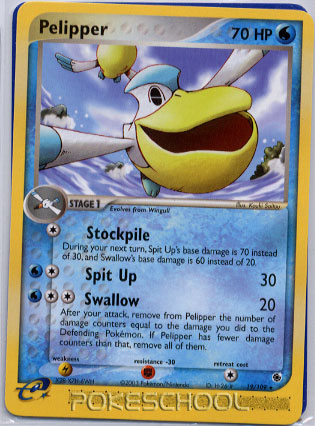 Pelipper 70 HP
STAGE 1
Evolves from Wingull
Illus. Kouki Saitou
Stockpile
During your next turn, Spit Up's base damage is 70 instead
of 30, and Swallow's base damage is 60 instead of 20.
Spit Up 30
Swallow 20
After your attack, remove from Pelipper the number of
damage counters equal to the damage you did to the
Defending Pokémon. If Pelipper has fewer damage
counters than that, remove all of them.
weakness resistance -30 retreat cost
©2003 Pokémon/Nintendo 19/109
e
POKESCHOOL